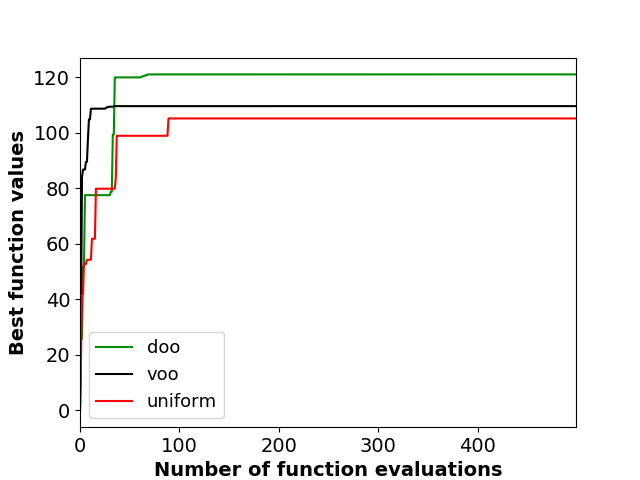 120
100
80
60
40
20
0
Best function values
doo
voo
uniform
0 100 200 300 400
Number of function evaluations